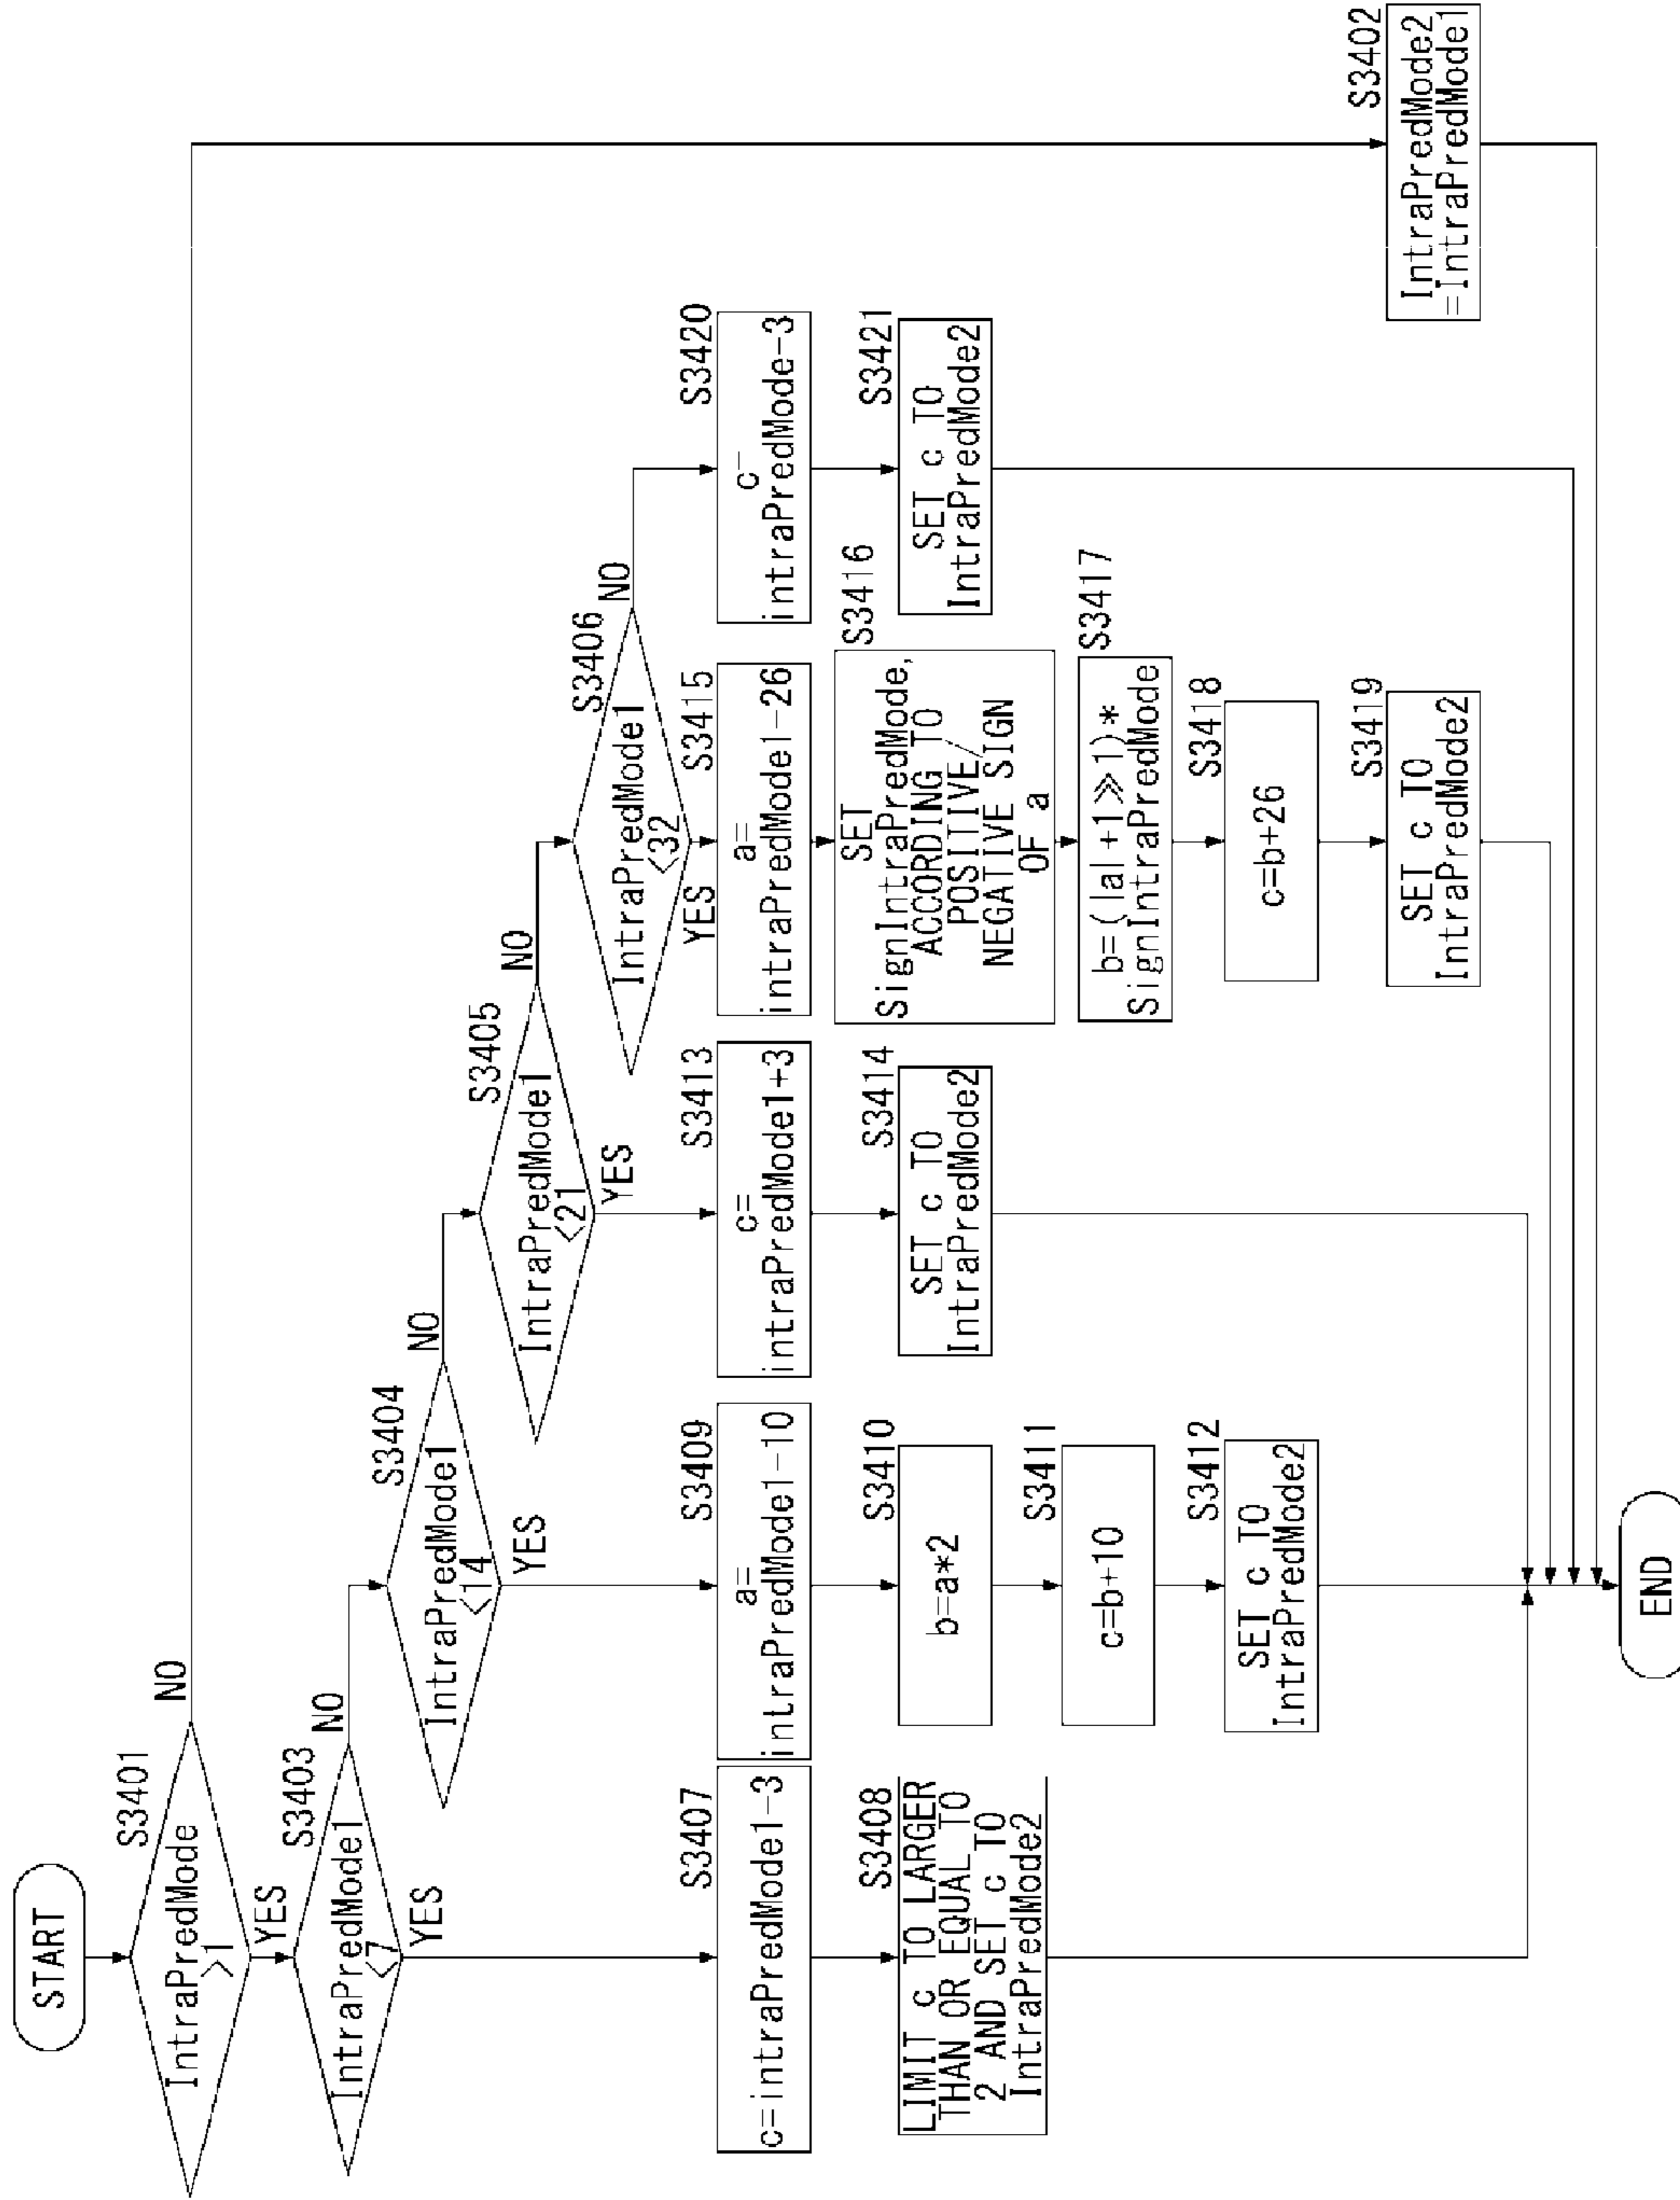 START
S3401
IntraPredMode
>1
NO
YES
S3403
IntraPredMode1
<7
NO
YES
S3404
IntraPredMode1
<14
NO
YES
S3405
IntraPredMode1
<21
NO
YES
S3406
IntraPredMode1
<32
NO
YES
S3407
c=intraPredMode1-3
S3408
LIMIT c TO LARGER
THAN OR EQUAL TO
2 AND SET c TO
IntraPredMode2
S3409
a=
intraPredMode1-10
S3410
b=a*2
S3411
c=b+10
S3412
SET c TO
IntraPredMode2
S3413
c=
intraPredMode1+3
S3414
SET c TO
IntraPredMode2
S3415
a=
intraPredMode1-26
S3416
SET
SignIntraPredMode,
ACCORDING TO
POSITIVE/
NEGATIVE SIGN
OF a
S3417
b=(|a|+1≫1)*
SignIntraPredMode
S3418
c=b+26
S3419
SET c TO
IntraPredMode2
S3420
c=
intraPredMode-3
S3421
SET c TO
IntraPredMode2
S3402
IntraPredMode2
=IntraPredMode1
END